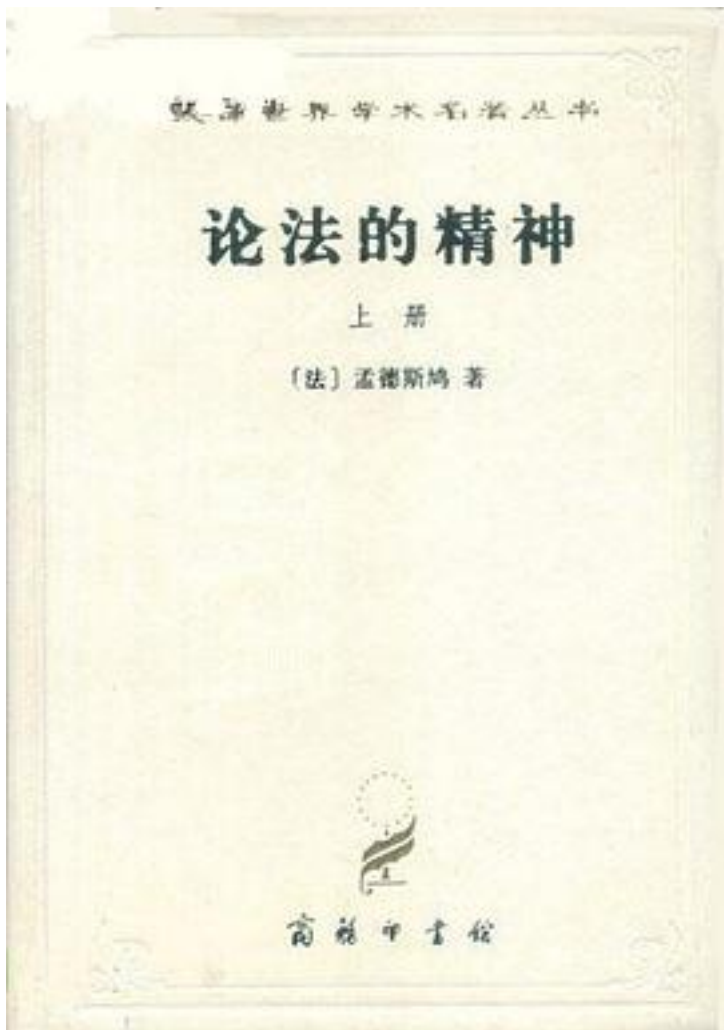 汉译世界学术名著丛书
论法的精神
上册
〔法〕孟德斯鸠 著
商务印书馆